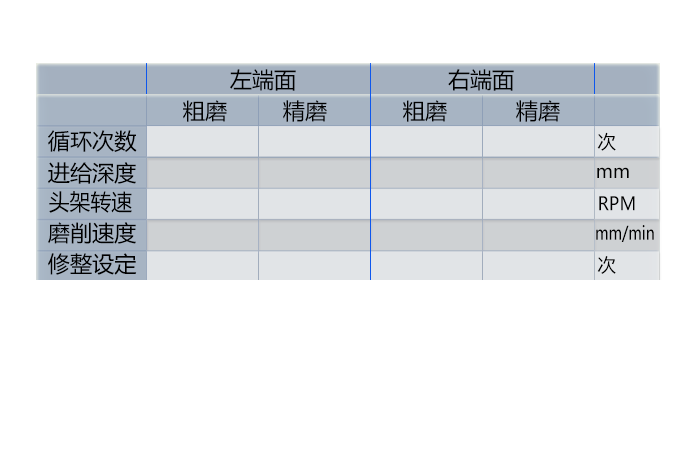 左端面 右端面
粗磨 精磨 粗磨 精磨
循环次数 次
进给深度 mm
头架转速 RPM
磨削速度 mm/min
修整设定 次